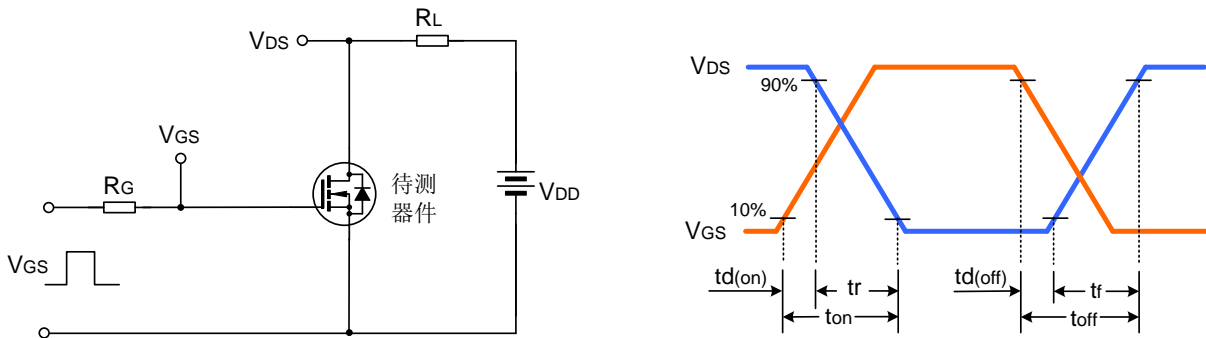 RL
VDS
VGS
RG
待测
器件
VDD
VGS
VDS
90%
10%
VGS
td(on)
tr
td(off)
tf
ton
toff